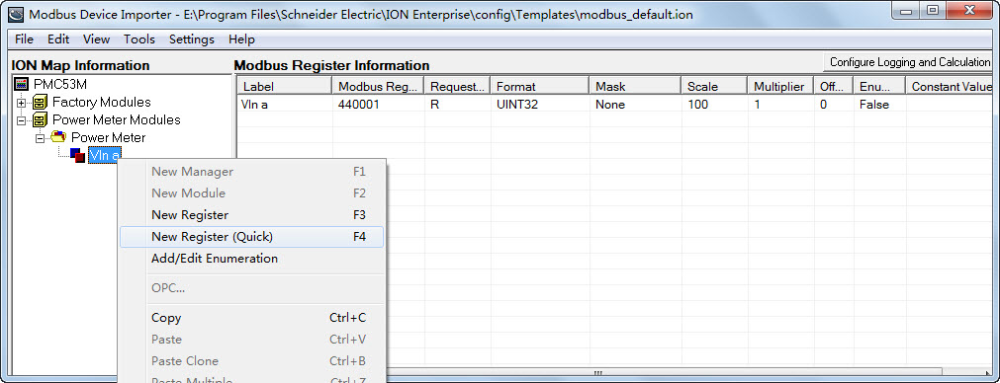 Modbus Device Importer - E:\Program Files\Schneider Electric\ION Enterprise\config\Templates\modbus_default.ion
File Edit View Tools Settings Help
ION Map Information
Modbus Register Information
Configure Logging and Calculation
PMC53M
Factory Modules
Power Meter Modules
Power Meter
Vln a
Label Modbus Reg... Request... Format Mask Scale Multiplier Off... Enu... Constant Value
Vln a 440001 R UINT32 None 100 1 0 False
New Manager F1
New Module F2
New Register F3
New Register (Quick) F4
Add/Edit Enumeration
OPC...
Copy Ctrl+C
Paste Ctrl+V
Paste Clone Ctrl+B
Paste Multiple Ctrl+Z